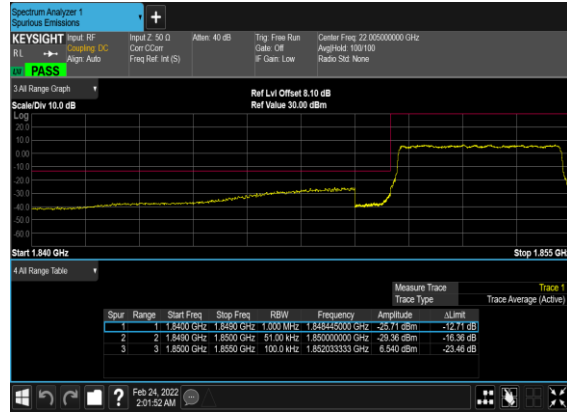 Spectrum Analyzer 1
Spurious Emissions
+
KEYSIGHT Input: RF Input Z: 50 Ω Atten: 40 dB Trig: Free Run Center Freq: 22.005000000 GHz
RL Coupling: DC Corr CCorr Gate: Off Avg|Hold: 100/100
Align: Auto Freq Ref: Int (S) IF Gain: Low Radio Std: None
PASS
3 All Range Graph
Ref Lvl Offset 8.10 dB
Scale/Div 10.0 dB Ref Value 30.00 dBm
Log
20.0
10.0
0.00
-10.0
-20.0
-30.0
-40.0
-50.0
-60.0
Start 1.840 GHz Stop 1.855 GH
4 All Range Table
Measure Trace Trace 1
Trace Type Trace Average (Active)
Spur Range Start Freq Stop Freq RBW Frequency Amplitude ΔLimit
1 1 1.8400 GHz 1.8490 GHz 1.000 MHz 1.848445000 GHz -25.71 dBm -12.71 dB
2 2 1.8490 GHz 1.8500 GHz 51.00 kHz 1.850000000 GHz -29.36 dBm -16.36 dB
3 3 1.8500 GHz 1.8550 GHz 100.0 kHz 1.852033333 GHz 6.540 dBm -23.46 dB
? Feb 24, 2022
2:01:52 AM